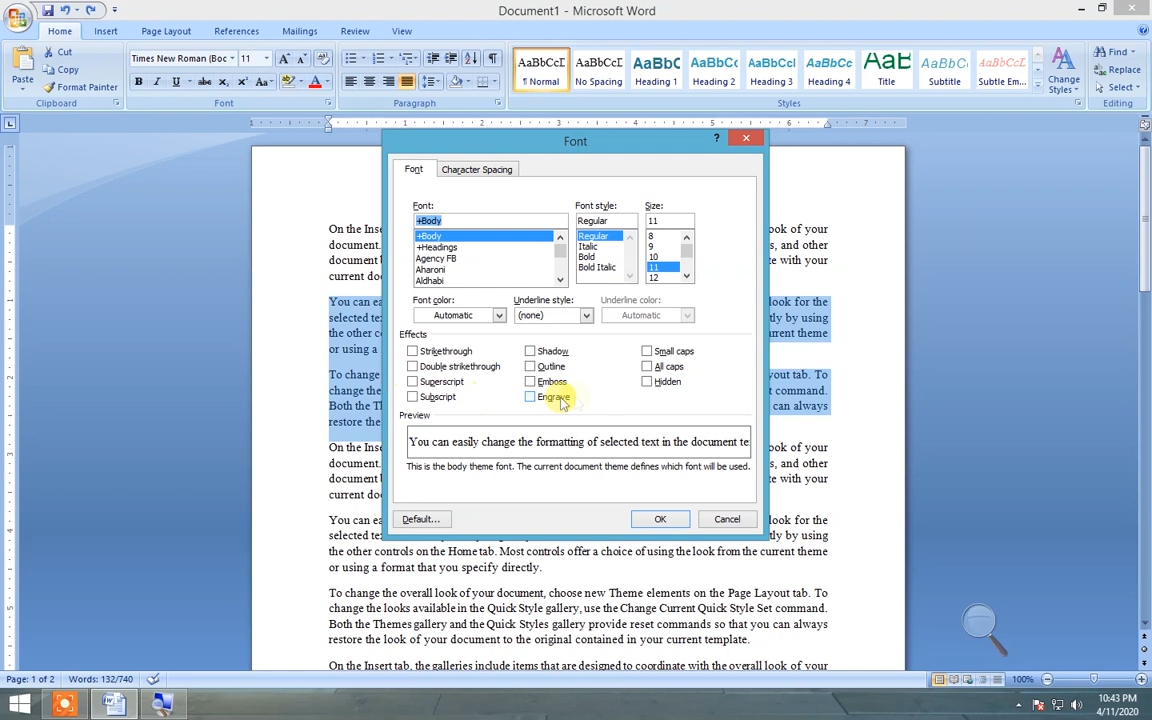 Document1 - Microsoft Word
Home Insert Page Layout References Mailings Review View
Paste
Cut
Copy
Format Painter
Clipboard
Times New Roman (Boc 11
Font
Paragraph
AaBbCcD AaBbCcD AaBbC AaBbCc AaBbCcI AaBbCc AaB AaBbCc AaBbCcD
¶ Normal No Spacing Heading 1 Heading 2 Heading 3 Heading 4 Title Subtitle Subtle Em...
Change Styles
Styles
Find
Replace
Select
Editing
Font
Font Character Spacing
Font: Font style: Size:
+Body Regular 11
+Body Regular 8
+Headings Italic 9
Agency FB Bold 10
Aharoni Bold Italic 11
Aldhabi 12
Font color: Underline style: Underline color:
Automatic (none) Automatic
Effects
Strikethrough Shadow Small caps
Double strikethrough Outline All caps
Superscript Emboss Hidden
Subscript Engrave
Preview
You can easily change the formatting of selected text in the document te
This is the body theme font. The current document theme defines which font will be used.
Default... OK Cancel
On the Inse look of your
document. s, and other
document b te with your
current do
You can ea look for the
selected te tly by using
the other c urrent theme
or using a
To change out tab. To
change the command.
Both the Th can always
restore the
On the Inse look of your
document. s, and other
document te with your
current do
You can ea look for the
selected te tly by using
the other controls on the Home tab. Most controls offer a choice of using the look from the current theme
or using a format that you specify directly.
To change the overall look of your document, choose new Theme elements on the Page Layout tab. To
change the looks available in the Quick Style gallery, use the Change Current Quick Style Set command.
Both the Themes gallery and the Quick Styles gallery provide reset commands so that you can always
restore the look of your document to the original contained in your current template.
On the Insert tab, the galleries include items that are designed to coordinate with the overall look of your
Page: 1 of 2 Words: 132/740 100%
10:43 PM
4/11/2020